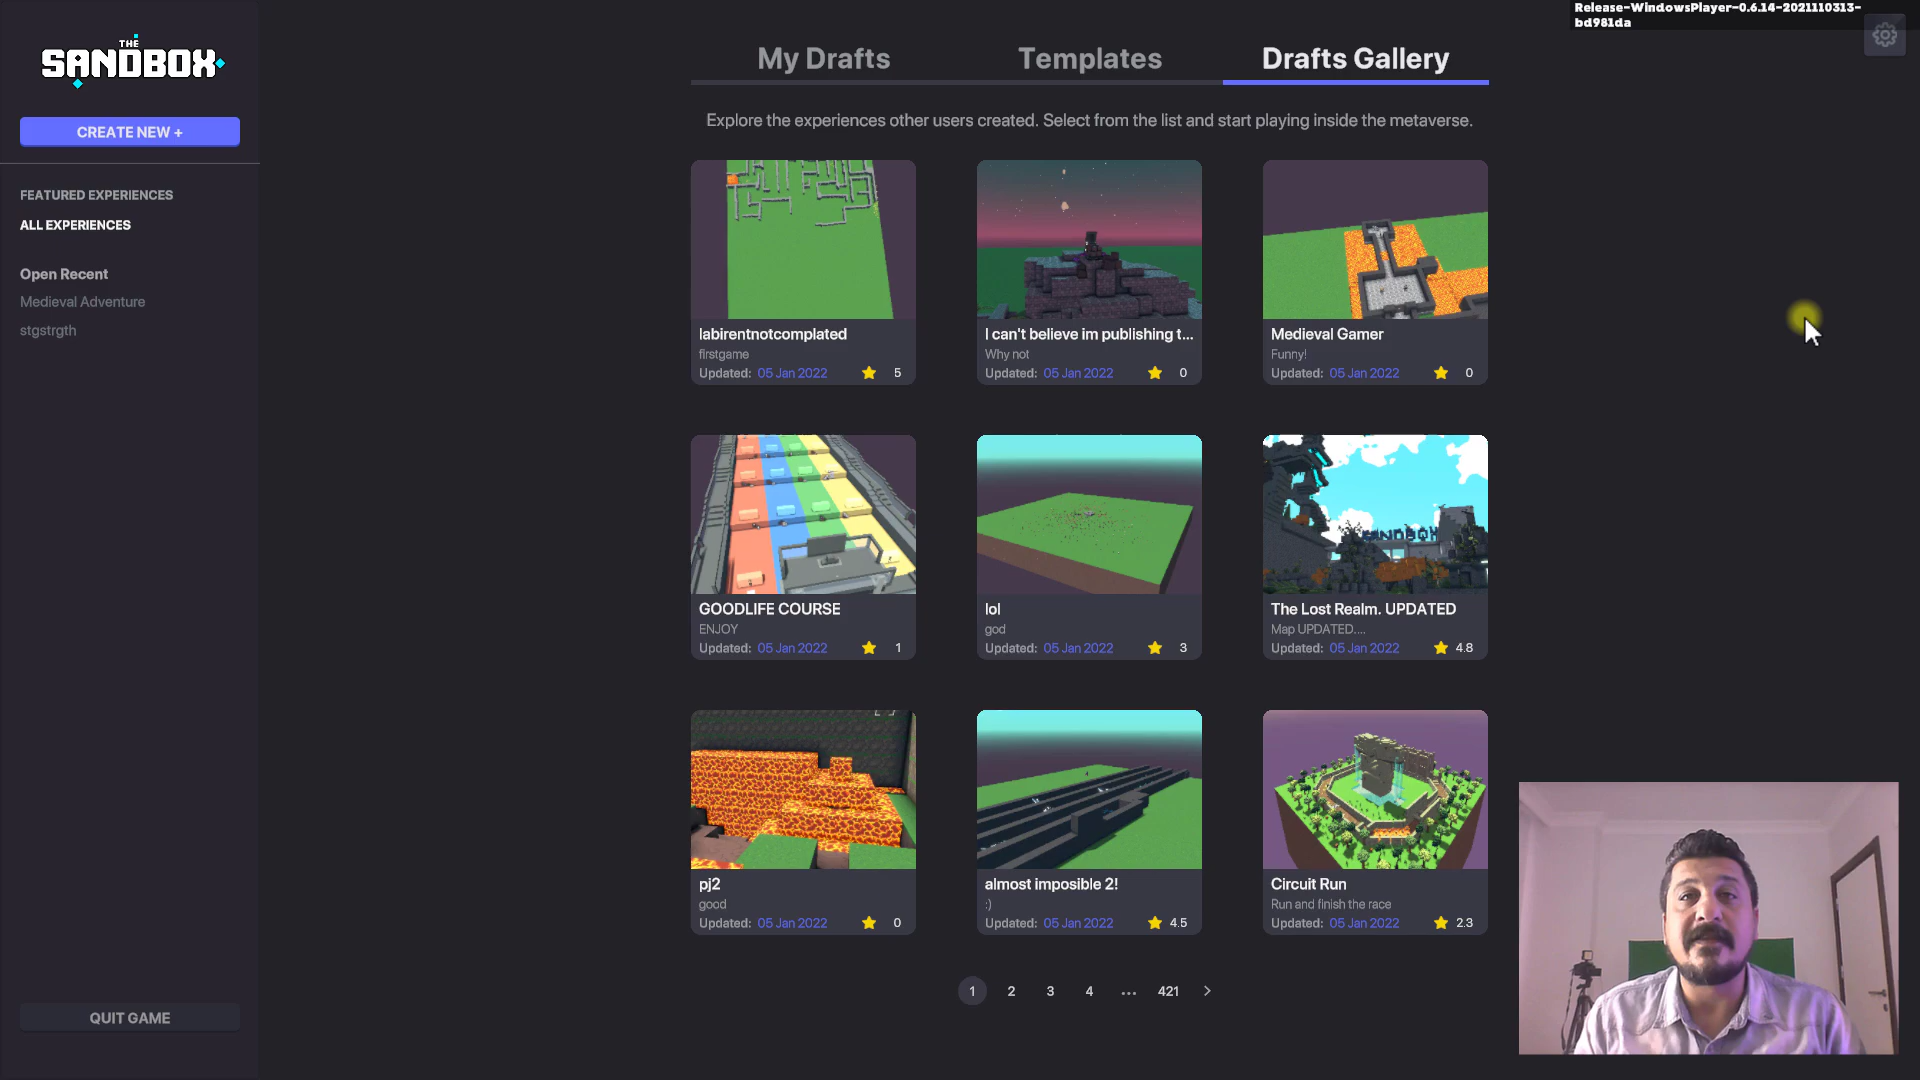 Release-WindowsPlayer-0.6.14-2021110313-
bd981da
THE
SANDBOX
CREATE NEW +
FEATURED EXPERIENCES
ALL EXPERIENCES
Open Recent
Medieval Adventure
stgstrgth
QUIT GAME
My Drafts
Templates
Drafts Gallery
Explore the experiences other users created. Select from the list and start playing inside the metaverse.
labirentnotcomplated
firstgame
Updated: 05 Jan 2022 5
I can't believe im publishing t...
Why not
Updated: 05 Jan 2022 0
Medieval Gamer
Funny!
Updated: 05 Jan 2022 0
GOODLIFE COURSE
ENJOY
Updated: 05 Jan 2022 1
lol
god
Updated: 05 Jan 2022 3
SANDBOX
The Lost Realm. UPDATED
Map UPDATED....
Updated: 05 Jan 2022 4.8
pj2
good
Updated: 05 Jan 2022 0
almost imposible 2!
:)
Updated: 05 Jan 2022 4.5
Circuit Run
Run and finish the race
Updated: 05 Jan 2022 2.3
1 2 3 4 ... 421 >